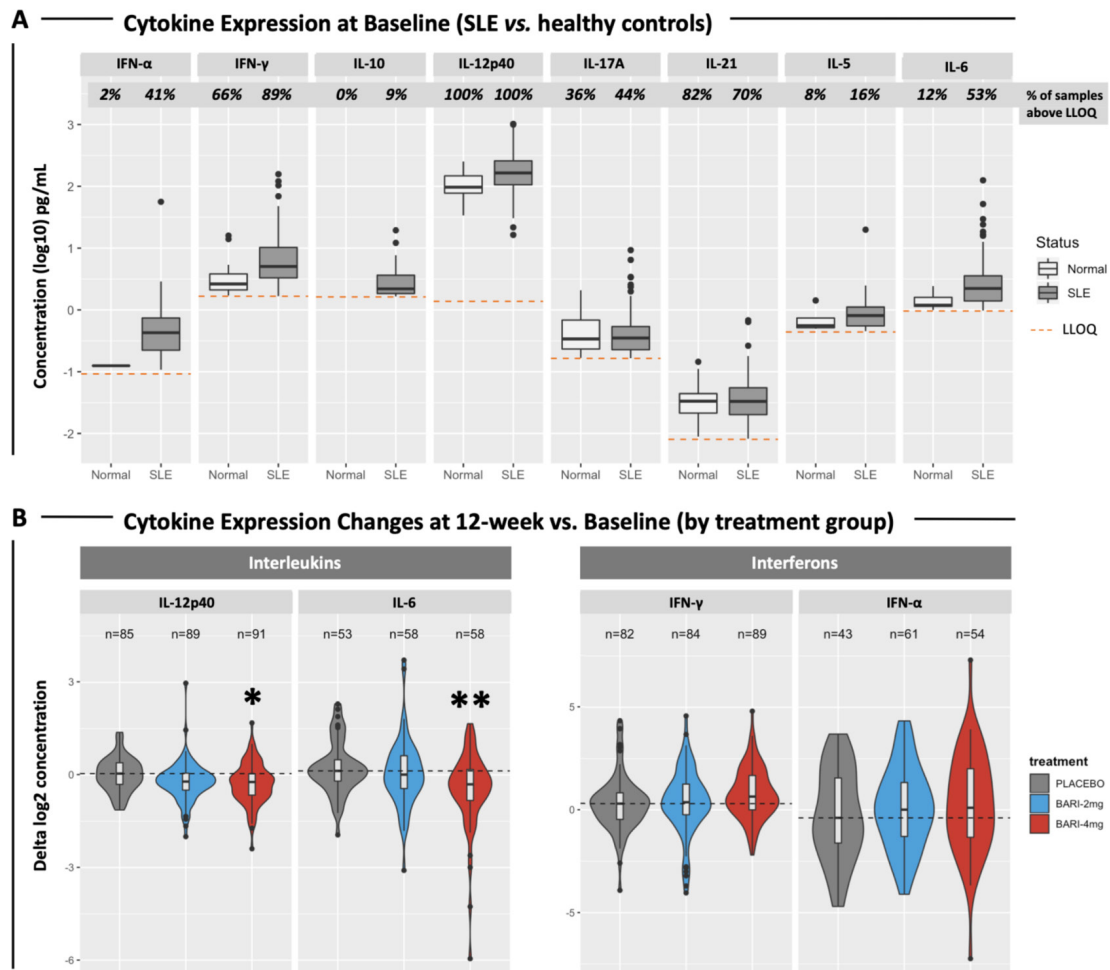 A
Cytokine Expression at Baseline (SLE vs. healthy controls)
IFN-α IFN-γ IL-10 IL-12p40 IL-17A IL-21 IL-5 IL-6
2% 41% 66% 89% 0% 9% 100% 100% 36% 44% 82% 70% 8% 16% 12% 53%
% of samples
above LLOQ
Concentration (log10) pg/mL
3
2
1
0
-1
-2
Normal SLE Normal SLE Normal SLE Normal SLE Normal SLE Normal SLE Normal SLE Normal SLE
Status
Normal
SLE
LLOQ
B
Cytokine Expression Changes at 12-week vs. Baseline (by treatment group)
Interleukins Interferons
IL-12p40 IL-6 IFN-γ IFN-α
n=85 n=89 n=91 n=53 n=58 n=58 n=82 n=84 n=89 n=43 n=61 n=54
* **
Delta log2 concentration
3
0
-3
-6
5
0
-5
treatment
PLACEBO
BARI-2mg
BARI-4mg